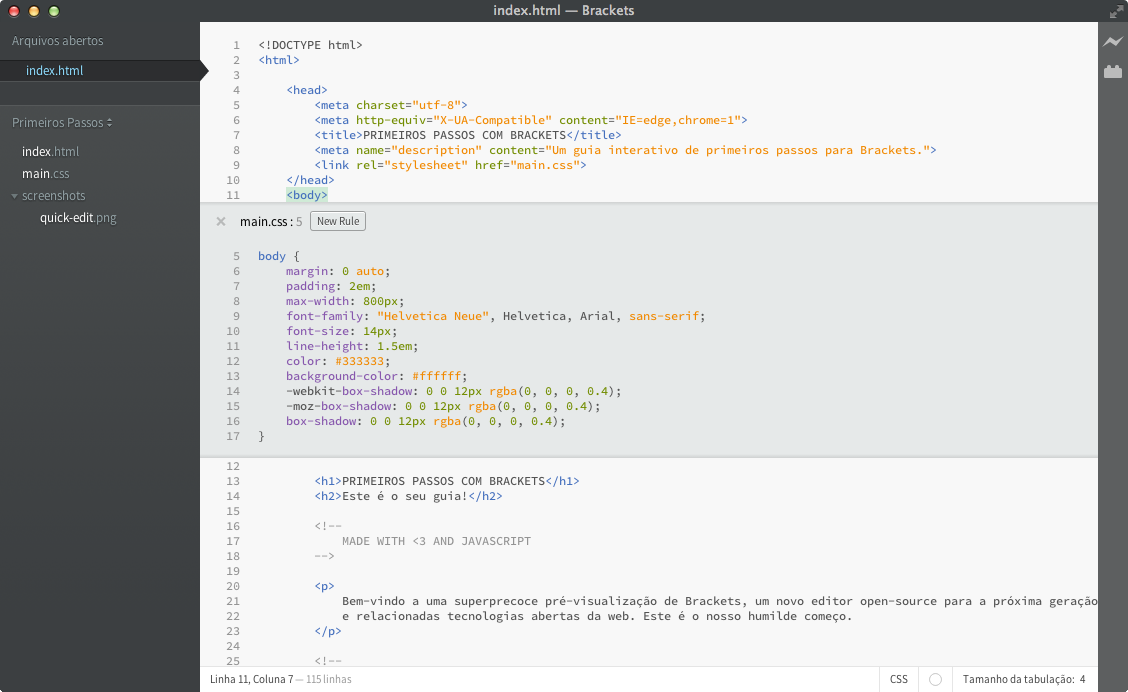 index.html — Brackets
Arquivos abertos
index.html
Primeiros Passos
index.html
main.css
screenshots
quick-edit.png
1 <!DOCTYPE html>
2 <html>
3
4 <head>
5 <meta charset="utf-8">
6 <meta http-equiv="X-UA-Compatible" content="IE=edge,chrome=1">
7 <title>PRIMEIROS PASSOS COM BRACKETS</title>
8 <meta name="description" content="Um guia interativo de primeiros passos para Brackets.">
9 <link rel="stylesheet" href="main.css">
10 </head>
11 <body>
× main.css : 5 New Rule
5 body {
6 margin: 0 auto;
7 padding: 2em;
8 max-width: 800px;
9 font-family: "Helvetica Neue", Helvetica, Arial, sans-serif;
10 font-size: 14px;
11 line-height: 1.5em;
12 color: #333333;
13 background-color: #ffffff;
14 -webkit-box-shadow: 0 0 12px rgba(0, 0, 0, 0.4);
15 -moz-box-shadow: 0 0 12px rgba(0, 0, 0, 0.4);
16 box-shadow: 0 0 12px rgba(0, 0, 0, 0.4);
17 }
12
13 <h1>PRIMEIROS PASSOS COM BRACKETS</h1>
14 <h2>Este é o seu guia!</h2>
15
16 <!--
17 MADE WITH <3 AND JAVASCRIPT
18 -->
19
20 <p>
21 Bem-vindo a uma superprecoce pré-visualização de Brackets, um novo editor open-source para a próxima geração
22 e relacionadas tecnologias abertas da web. Este é o nosso humilde começo.
23 </p>
24
25 <!--
Linha 11, Coluna 7 — 115 linhas CSS Tamanho da tabulação: 4